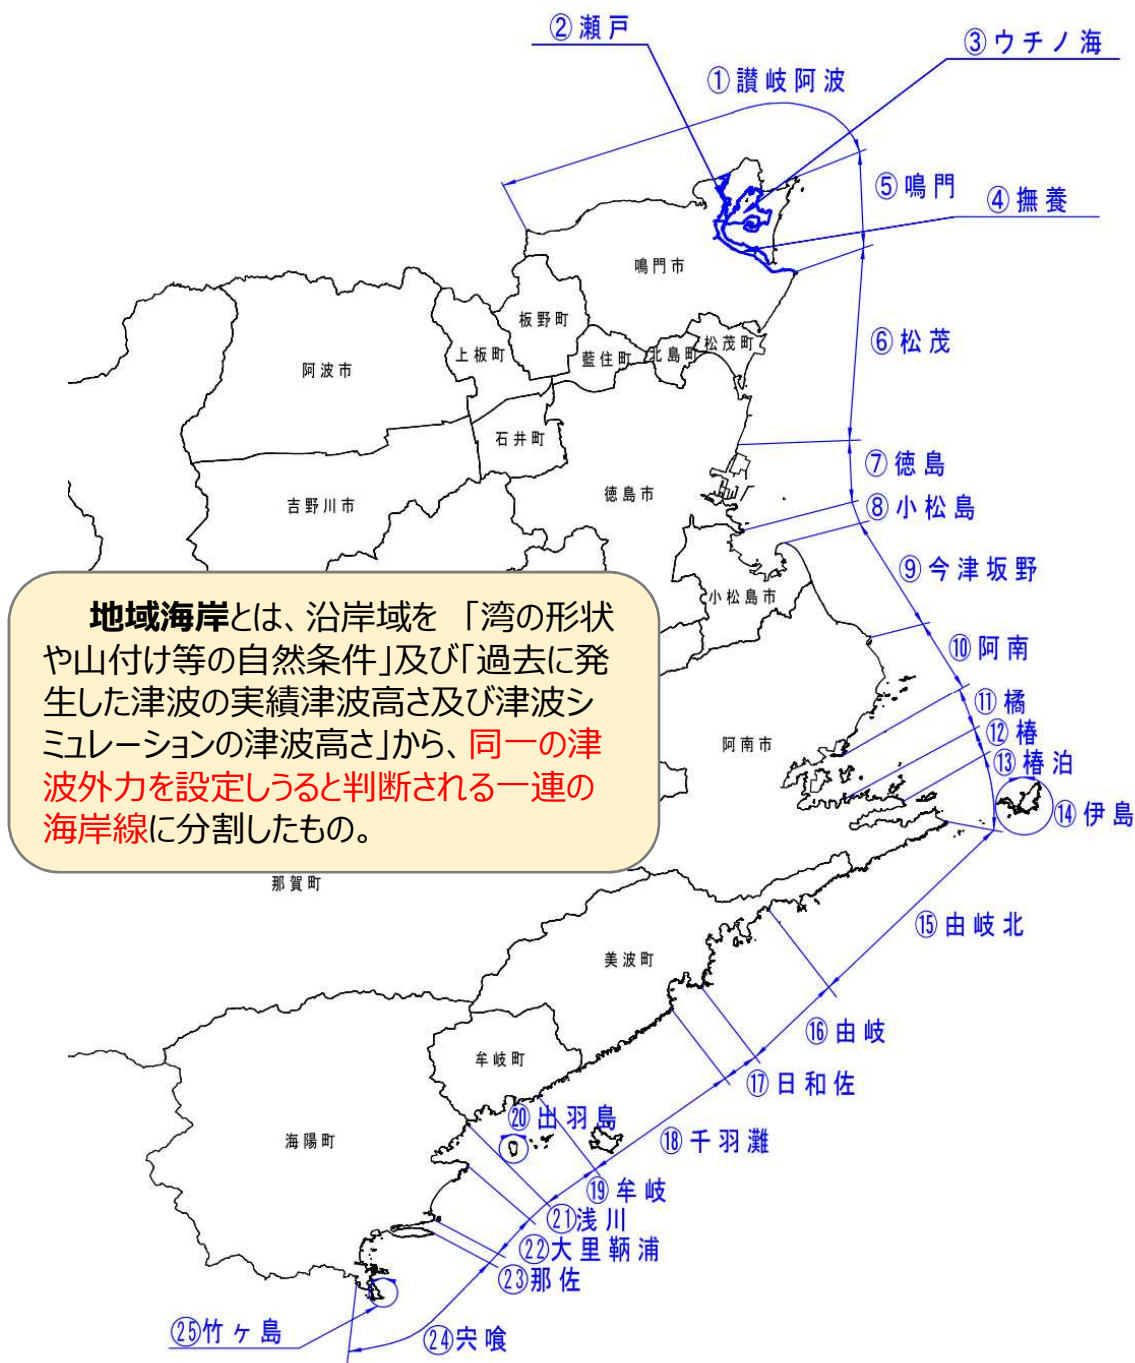 ②瀬戸
③ウチノ海
①讃岐阿波
⑤鳴門
④撫養
鳴門市
板野町
上板町
藍住町
北島町
松茂町
⑥松茂
阿波市
石井町
⑦徳島
吉野川市
徳島市
⑧小松島
⑨今津坂野
小松島市
地域海岸とは、沿岸域を 「湾の形状
や山付け等の自然条件」及び「過去に発
生した津波の実績津波高さ及び津波シ
ミュレーションの津波高さ」から、同一の津
波外力を設定しうると判断される一連の
海岸線に分割したもの。
⑩阿南
⑪橘
⑫椿
阿南市
⑬椿泊
⑭伊島
那賀町
⑮由岐北
美波町
⑯由岐
牟岐町
⑰日和佐
⑳出羽島
海陽町
⑱千羽灘
⑲牟岐
㉑浅川
㉒大里鞆浦
㉓那佐
㉕竹ヶ島
㉔宍喰